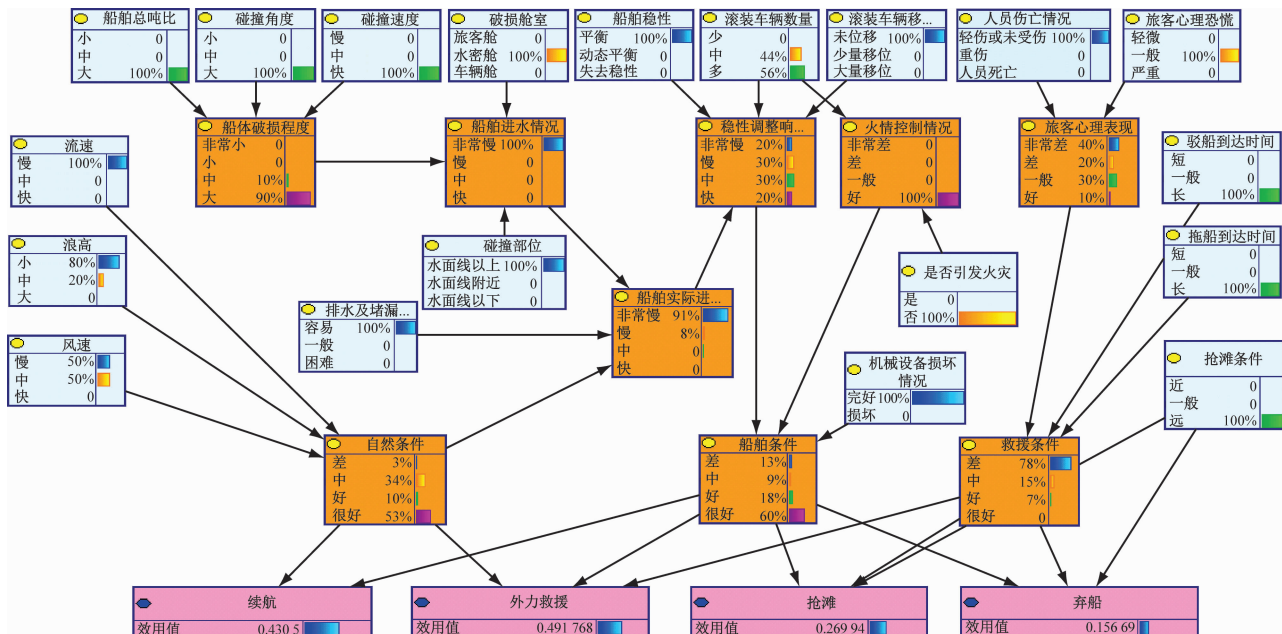 船舶总吨比
小 0
中 0
大 100%
碰撞角度
小 0
中 0
大 100%
碰撞速度
慢 0
中 0
快 100%
破损舱室
旅客舱 0
水密舱 100%
车辆舱 0
船舶稳性
平衡 100%
动态平衡 0
失去稳性 0
滚装车辆数量
少 0
中 44%
多 56%
滚装车辆移...
未位移 100%
少量移位 0
大量移位 0
人员伤亡情况
轻伤或未受伤 100%
重伤 0
人员死亡 0
旅客心理恐慌
轻微 0
一般 100%
严重 0
流速
慢 100%
中 0
快 0
船体破损程度
非常小 0
小 0
中 10%
大 90%
船舶进水情况
非常慢 100%
慢 0
中 0
快 0
稳性调整响...
非常慢 20%
慢 30%
中 30%
快 20%
火情控制情况
非常差 0
差 0
一般 0
好 100%
旅客心理表现
非常差 40%
差 20%
一般 30%
好 10%
驳船到达时间
短 0
一般 0
长 100%
浪高
小 80%
中 20%
大 0
碰撞部位
水面线以上 100%
水面线附近 0
水面线以下 0
是否引发火灾
是 0
否 100%
拖船到达时间
短 0
一般 0
长 100%
排水及堵漏...
容易 100%
一般 0
困难 0
船舶实际进...
非常慢 91%
慢 8%
中 0
快 0
风速
慢 50%
中 50%
快 0
机械设备损坏
情况
完好 100%
损坏 0
抢滩条件
近 0
一般 0
远 100%
自然条件
差 3%
中 34%
好 10%
很好 53%
船舶条件
差 13%
中 9%
好 18%
很好 60%
救援条件
差 78%
中 15%
好 7%
很好 0
续航
效用值 0.430 5
外力救援
效用值 0.491 768
抢滩
效用值 0.269 94
弃船
效用值 0.156 69